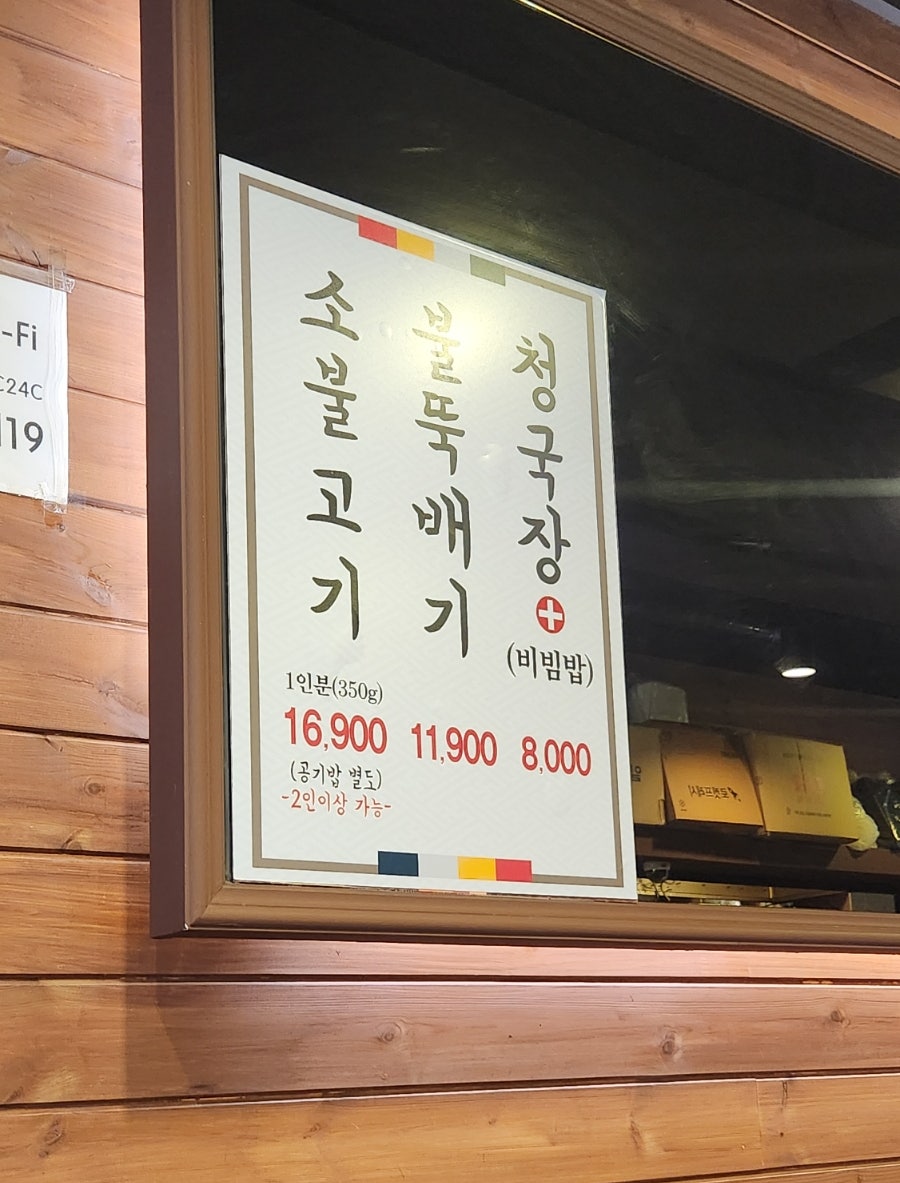 -Fi
C24C
119
소불고기
1인분(350g)
16,900
(공기밥 별도)
-2인이상 가능-
불뚝배기
11,900
청국장
(비빔밥)
8,000